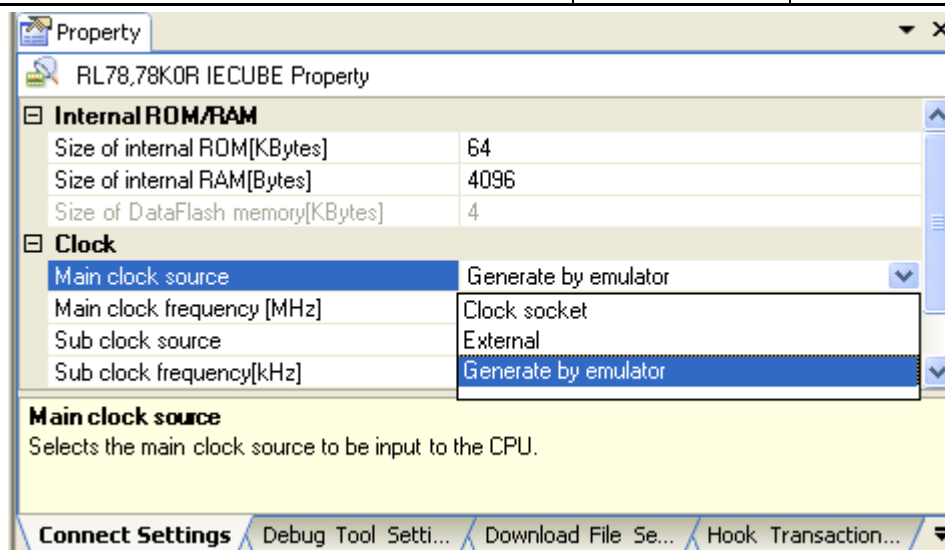 Property
RL78,78K0R IECUBE Property
Internal ROM/RAM
Size of internal ROM[KBytes] 64
Size of internal RAM[Bytes] 4096
Size of DataFlash memory[KBytes] 4
Clock
Main clock source Generate by emulator
Main clock frequency [MHz] Clock socket
Sub clock source External
Sub clock frequency[kHz] Generate by emulator
Main clock source
Selects the main clock source to be input to the CPU.
Connect Settings Debug Tool Setti... Download File Se... Hook Transaction...